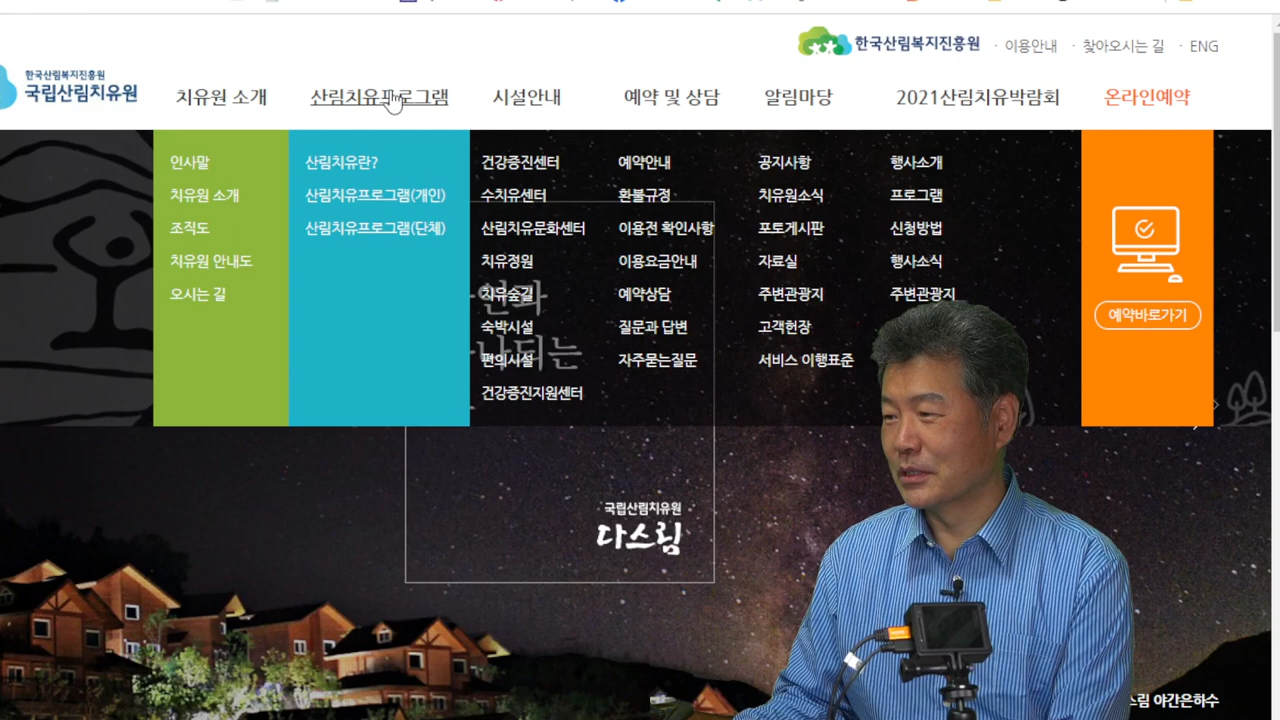 한국산림복지진흥원 · 이용안내 · 찾아오시는 길 · ENG
한국산림복지진흥원
국립산림치유원
치유원 소개 산림치유프로그램 시설안내 예약 및 상담 알림마당 2021산림치유박람회 온라인예약
인사말
치유원 소개
조직도
치유원 안내도
오시는 길
산림치유란?
산림치유프로그램(개인)
산림치유프로그램(단체)
건강증진센터
수치유센터
산림치유문화센터
치유정원
치유숲길
숙박시설
편의시설
건강증진지원센터
예약안내
환불규정
이용전 확인사항
이용요금안내
예약상담
질문과 답변
자주묻는질문
공지사항
치유원소식
포토게시판
자료실
주변관광지
고객헌장
서비스 이행표준
행사소개
프로그램
신청방법
행사소식
주변관광지
예약바로가기
국립산림치유원
다스림
야간은하수